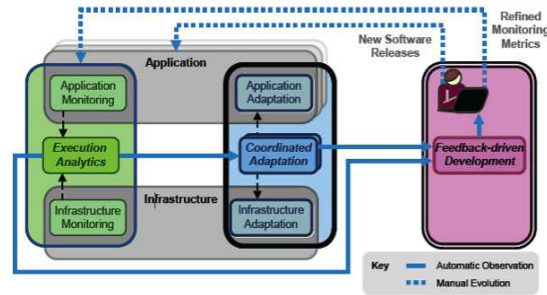 Refined
Monitoring
Metrics
New Software
Releases
Application
Application
Monitoring
Application
Adaptation
Execution
Analytics
Coordinated
Adaptation
Feedback-driven
Development
Infrastructure
Infrastructure
Monitoring
Infrastructure
Adaptation
Key
Automatic Observation
Manual Evolution